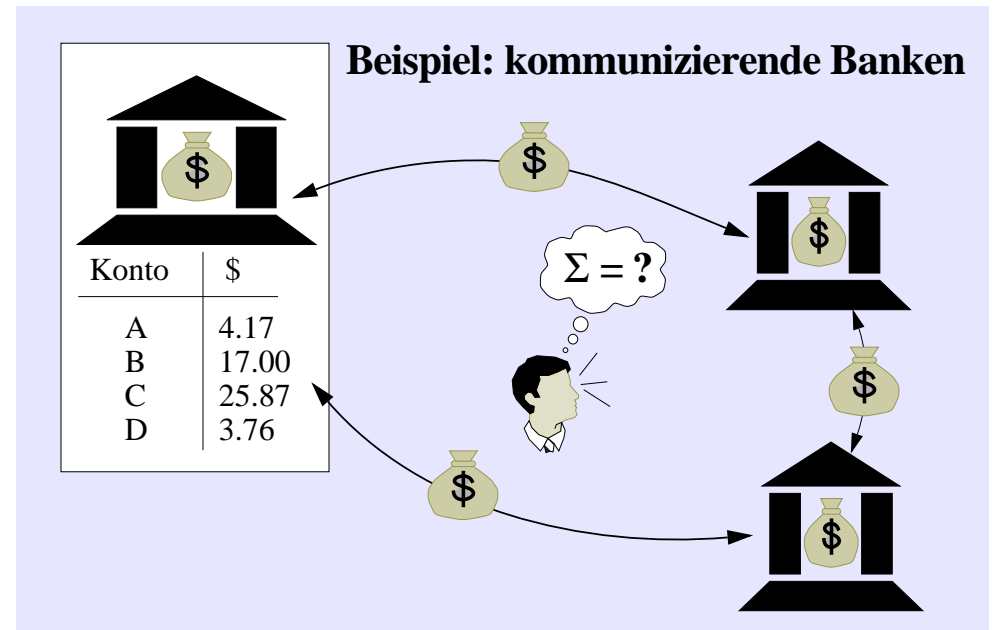 Beispiel: kommunizierende Banken
$
$
$
$
Σ = ?
Konto $
A 4.17
B 17.00
C 25.87
D 3.76
$
$
$